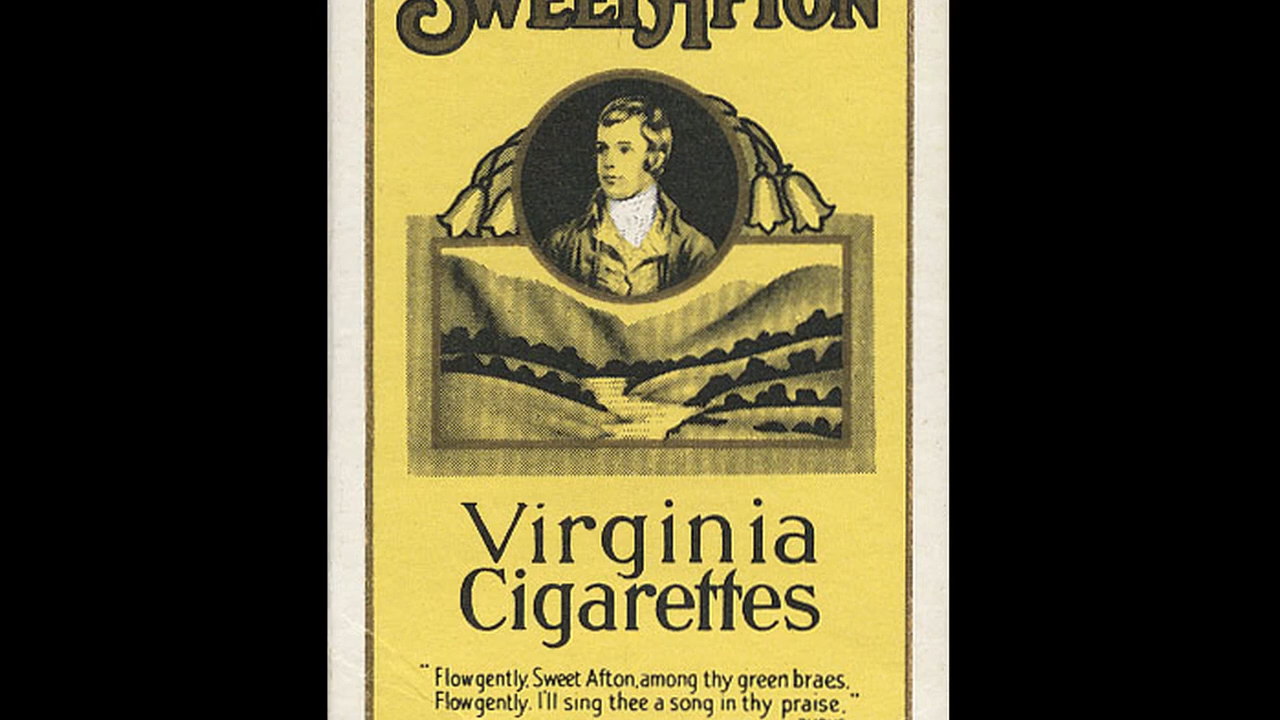 SWEET AFTON
Virginia
Cigarettes
"Flow gently, Sweet Afton, among thy green braes,
Flow gently, I'll sing thee a song in thy praise."